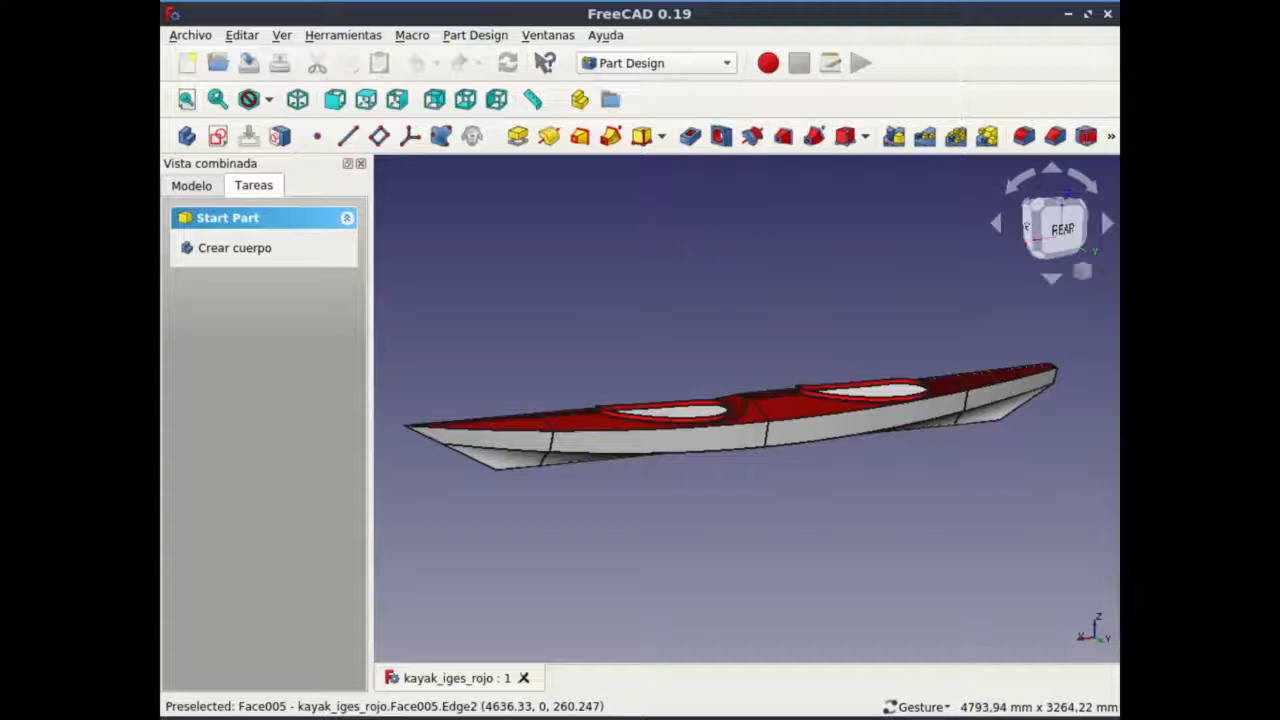 FreeCAD 0.19
Archivo Editar Ver Herramientas Macro Part Design Ventanas Ayuda
Part Design
Vista combinada
Modelo Tareas
Start Part
Crear cuerpo
REAR
Z
Y
Z
X
Y
kayak_iges_rojo : 1
Preselected: Face005 - kayak_iges_rojo.Face005.Edge2 (4636.33, 0, 260.247)
Gesture
4793,94 mm x 3264,22 mm